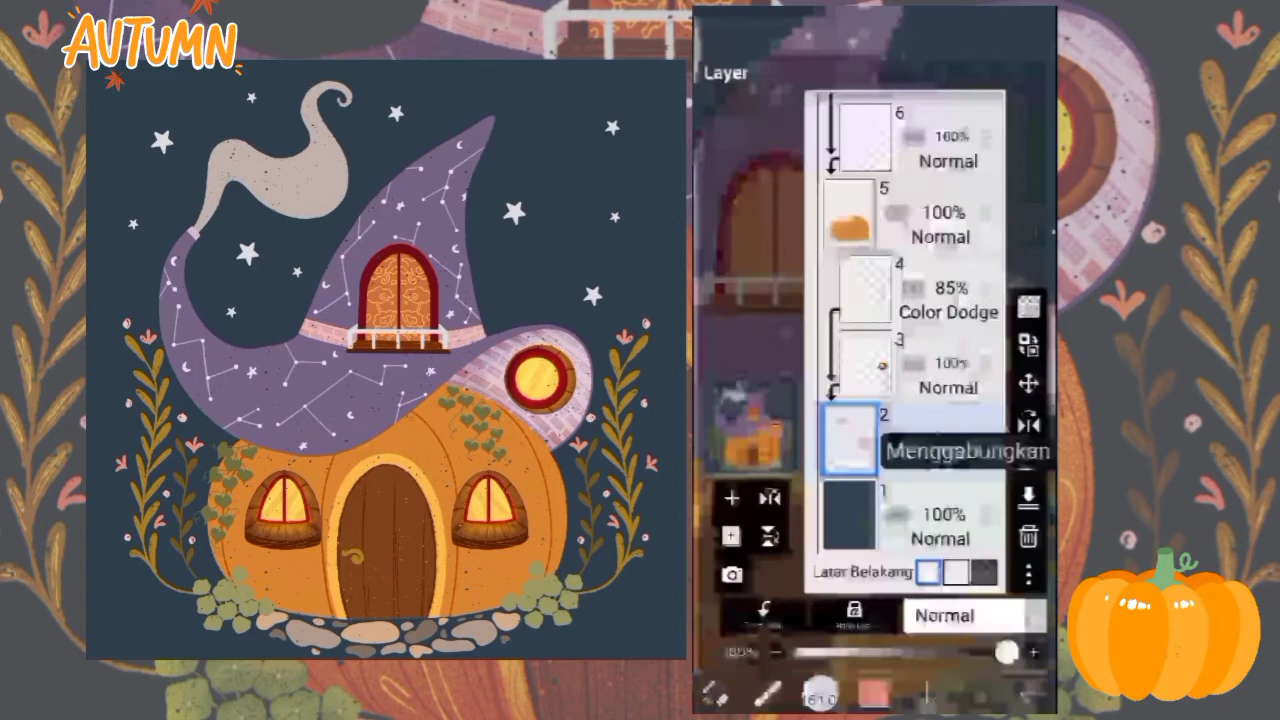 AUTUMN
Layer
6
160%
Normal
5
100%
Normal
4
85%
Color Dodge
3
100%
Normal
2
Menggabungkan
1
100%
Normal
Latar Belakang
Normal